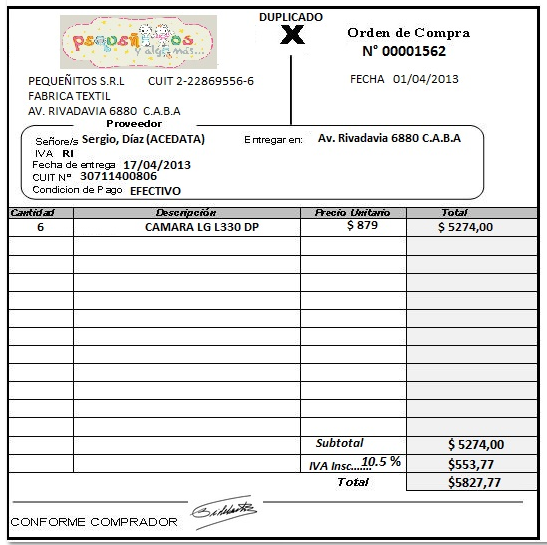 DUPLICADO
X
Orden de Compra
N° 00001562
FECHA 01/04/2013
pequeñitos
y algo más...
PEQUEÑITOS S.R.L CUIT 2-22869556-6
FABRICA TEXTIL
AV. RIVADAVIA 6880 C.A.B.A
Proveedor
Señore/s Sergio, Díaz (ACEDATA) Entregar en: Av. Rivadavia 6880 C.A.B.A
IVA RI
Fecha de entrega 17/04/2013
CUIT Nº 30711400806
Condicion de Pago EFECTIVO
Cantidad Descripción Precio Unitario Total
6 CAMARA LG L330 DP $ 879 $ 5274,00
Subtotal $ 5274,00
IVA Insc.......10.5 % $553,77
Total $5827,77
CONFORME COMPRADOR